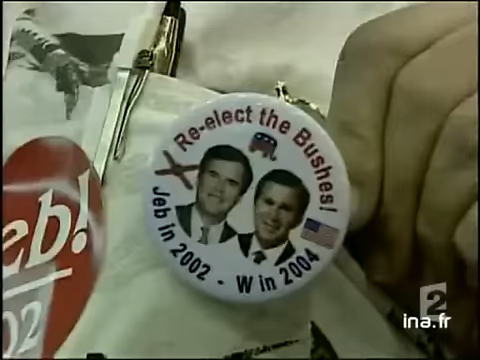 Re-elect the Bushes!
Jeb in 2002 - W in 2004
eb!
02
2
ina.fr